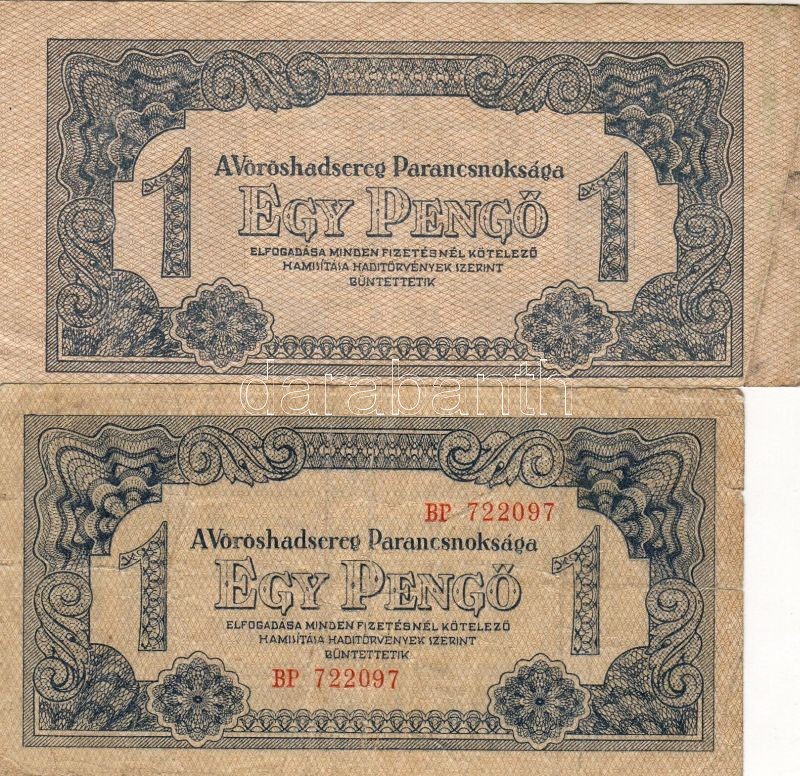 1 AVöröshadsereg Parancsnoksága 1
EGY PENGŐ
ELFOGADÁSA MINDEN FIZETÉSNÉL KÖTELEZŐ
HAMISÍTÁSA HADITÖRVÉNYEK SZERINT
BÜNTETTETIK
darabanth
BP 722097
1 AVöröshadsereg Parancsnoksága 1
EGY PENGŐ
ELFOGADÁSA MINDEN FIZETÉSNÉL KÖTELEZŐ
HAMISÍTÁSA HADITÖRVÉNYEK SZERINT
BÜNTETTETIK
BP 722097